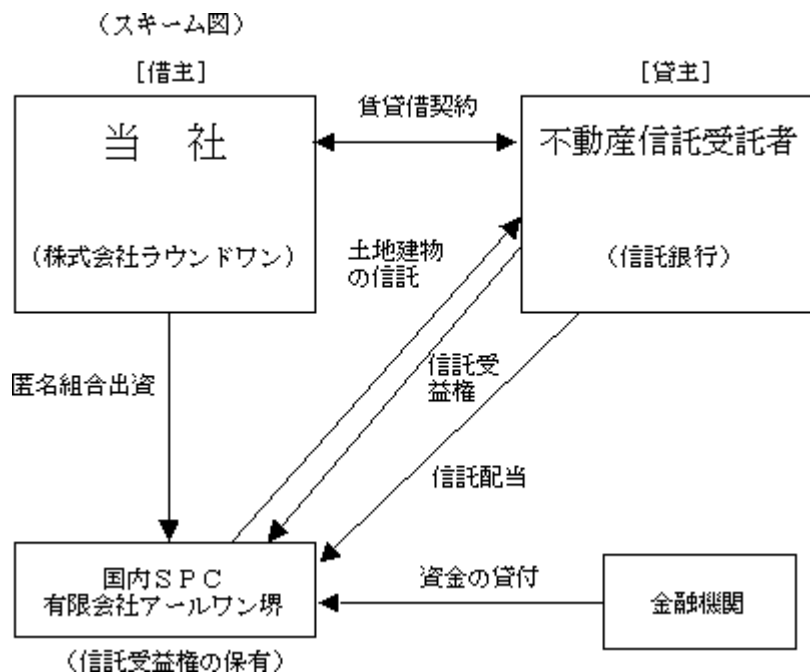 (スキーム図)
[借主]
[貸主]
当 社
賃貸借契約
不動産信託受託者
(株式会社ラウンドワン)
土地建物
の信託
(信託銀行)
匿名組合出資
信託受
益権
信託配当
国内SPC
有限会社アールワン堺
資金の貸付
金融機関
(信託受益権の保有)